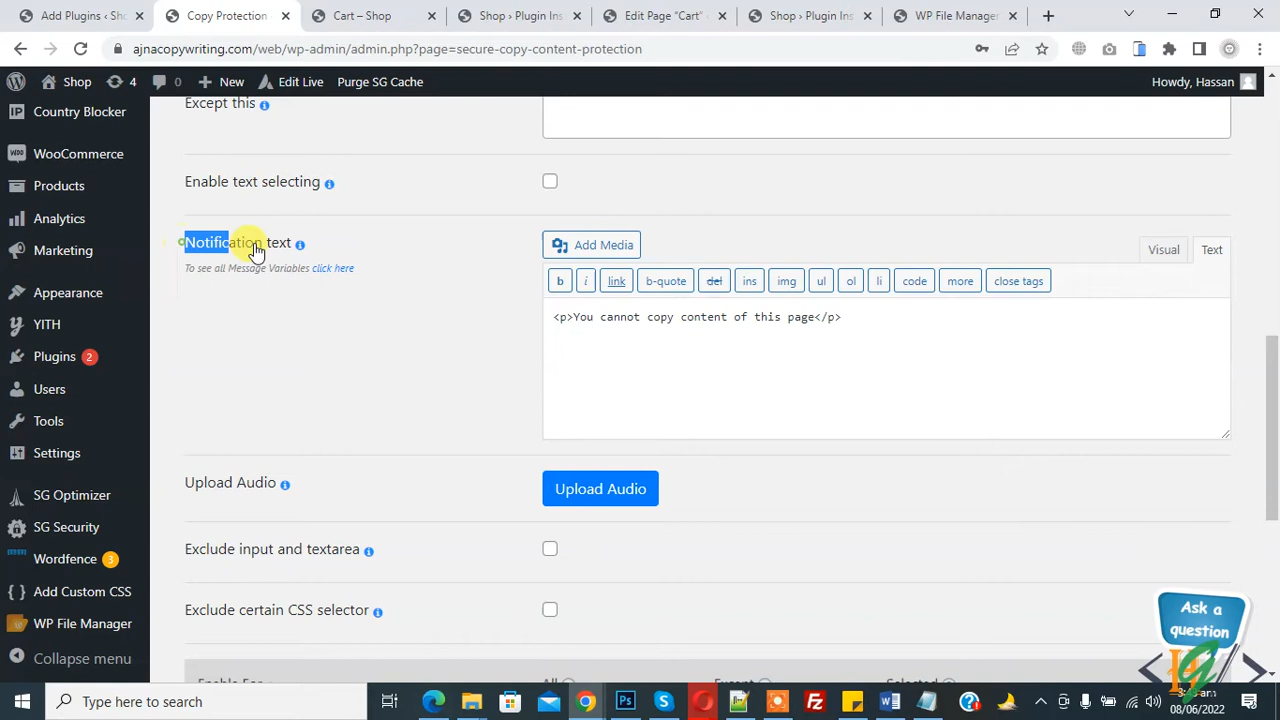 Add Plugins ‹ Sho
Copy Protection
Cart – Shop
Shop › Plugin Ins
Edit Page “Cart” ‹
Shop › Plugin Ins
WP File Manager
ajnacopywriting.com/web/wp-admin/admin.php?page=secure-copy-content-protection
Shop
4
0
New
Edit Live
Purge SG Cache
Howdy, Hassan
Country Blocker
WooCommerce
Products
Analytics
Marketing
Appearance
YITH
Plugins 2
Users
Tools
Settings
SG Optimizer
SG Security
Wordfence 3
Add Custom CSS
WP File Manager
Collapse menu
Except this
Enable text selecting
Notification text
To see all Message Variables click here
Add Media
Visual
Text
b
i
link
b-quote
del
ins
img
ul
ol
li
code
more
close tags
<p>You cannot copy content of this page</p>
Upload Audio
Upload Audio
Exclude input and textarea
Exclude certain CSS selector
Ask a
question
Type here to search
08/06/2022